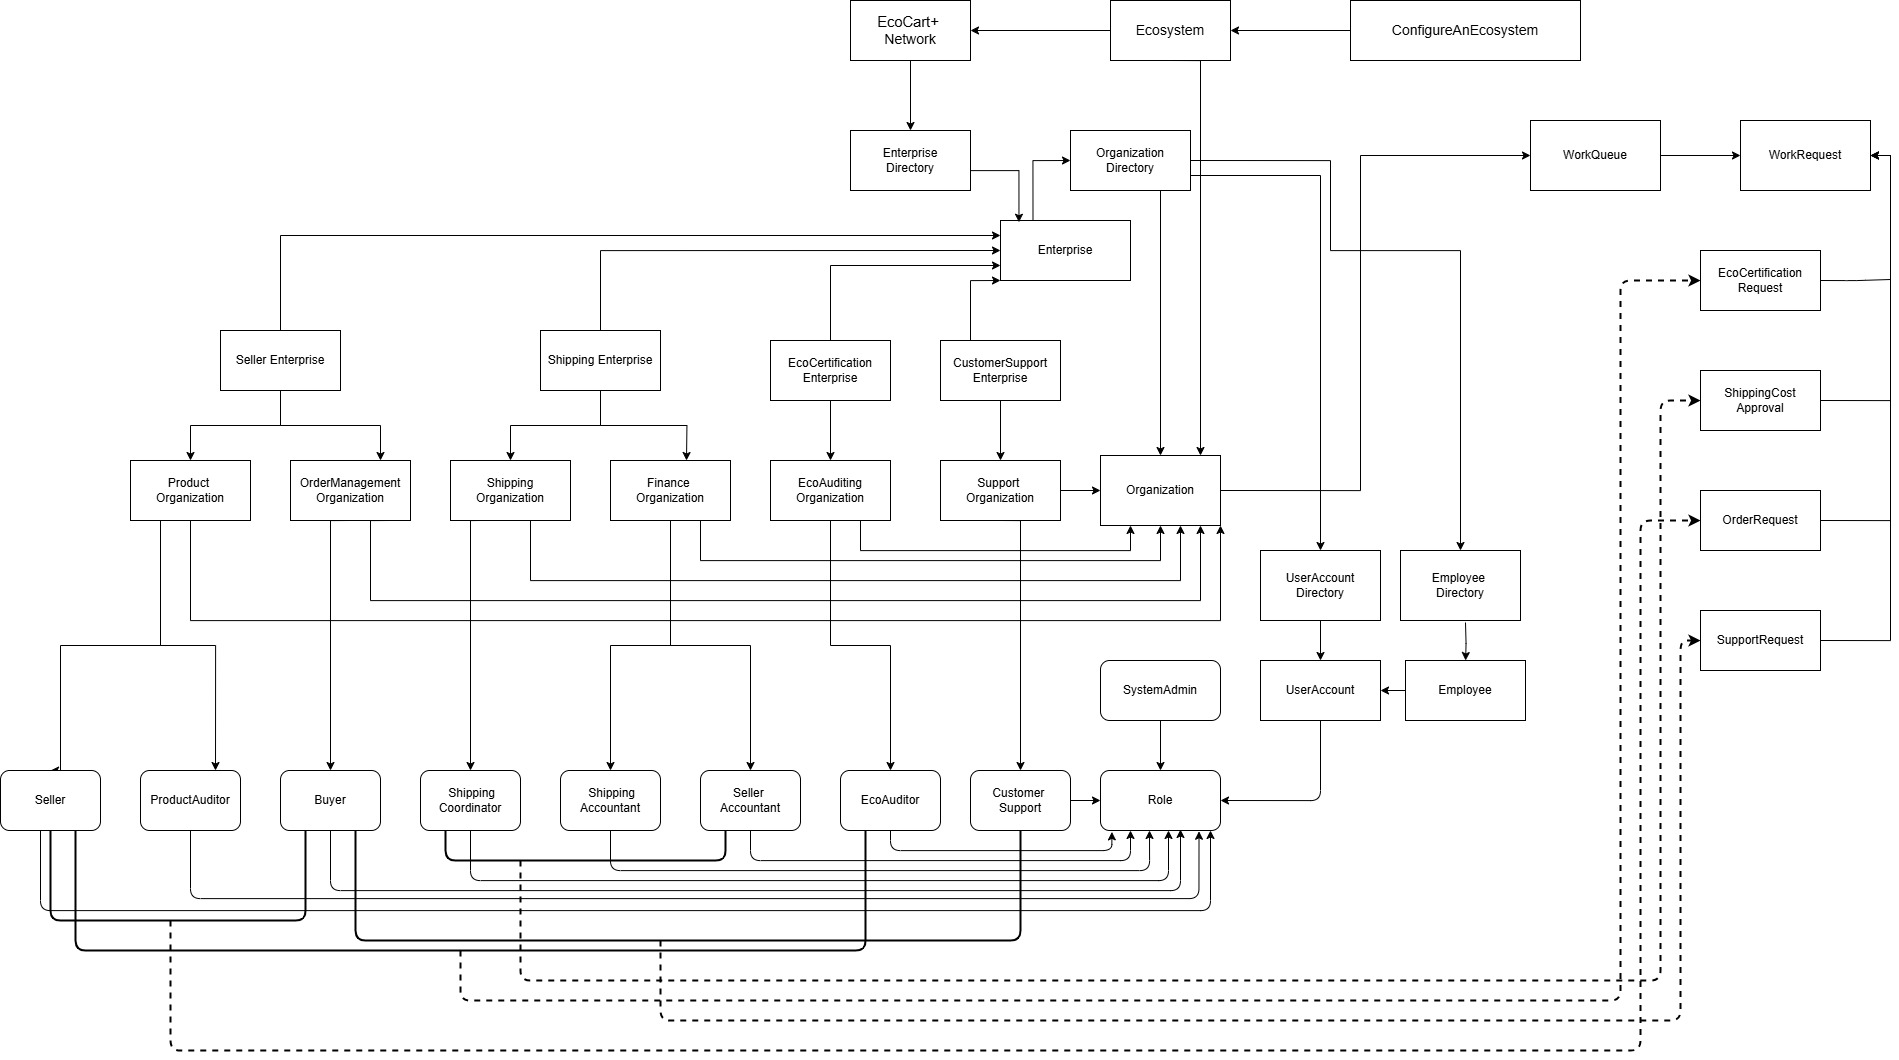 EcoCart+
Network
Ecosystem
ConfigureAnEcosystem
Enterprise
Directory
Organization
Directory
WorkQueue
WorkRequest
Enterprise
EcoCertification
Request
Seller Enterprise
Shipping Enterprise
EcoCertification
Enterprise
CustomerSupport
Enterprise
ShippingCost
Approval
Product
Organization
OrderManagement
Organization
Shipping
Organization
Finance
Organization
EcoAuditing
Organization
Support
Organization
Organization
OrderRequest
UserAccount
Directory
Employee
Directory
SupportRequest
SystemAdmin
UserAccount
Employee
Seller
ProductAuditor
Buyer
Shipping
Coordinator
Shipping
Accountant
Seller
Accountant
EcoAuditor
Customer
Support
Role